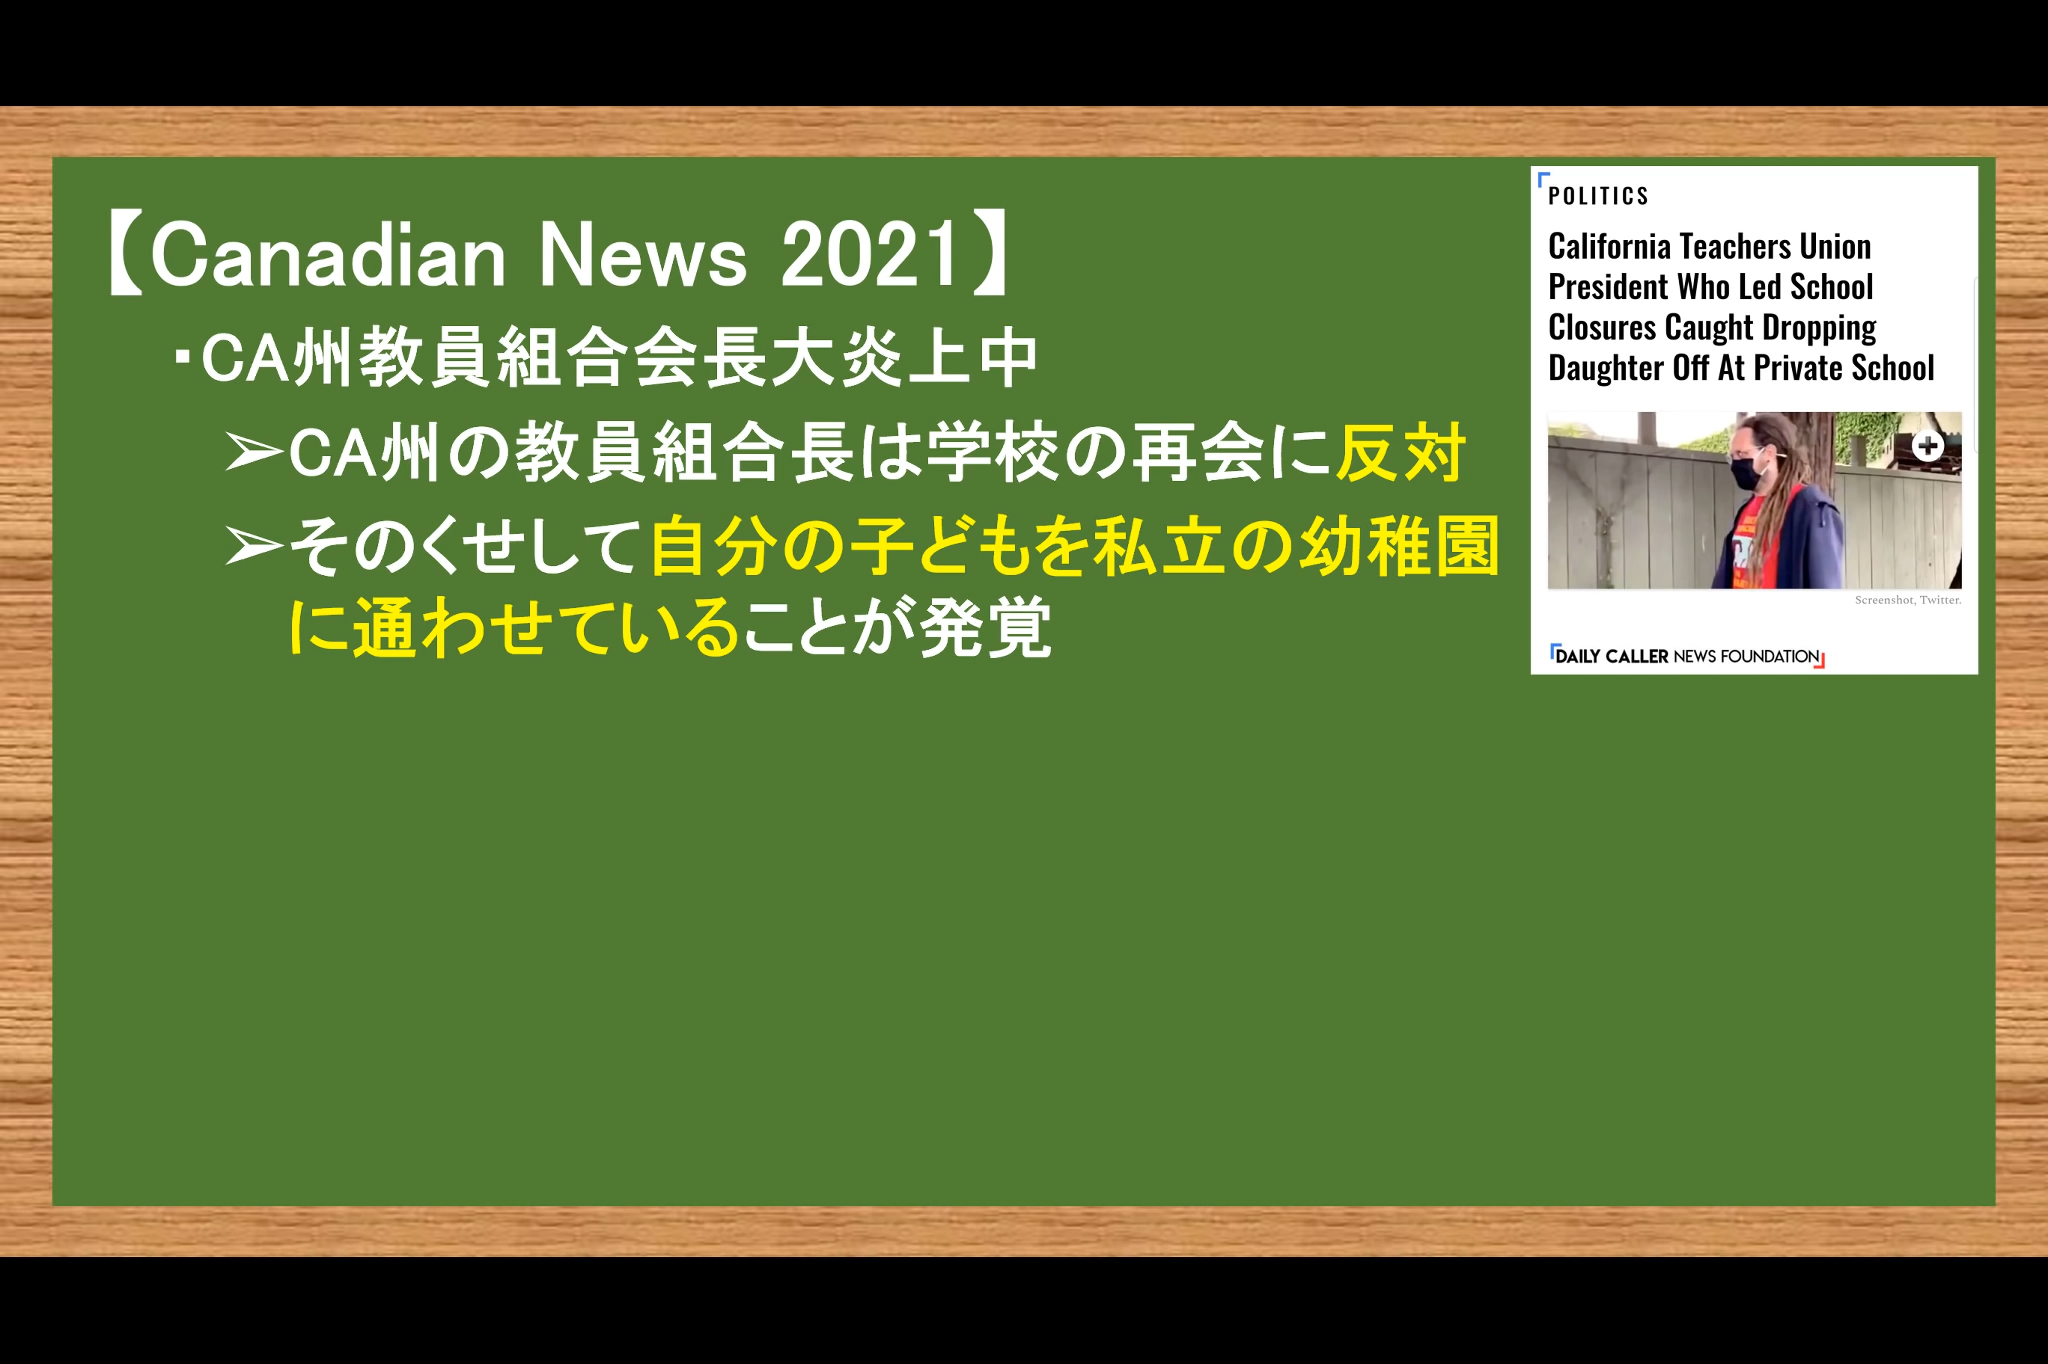 【Canadian News 2021】
・CA州教員組合会長大炎上中
➢CA州の教員組合長は学校の再会に反対
➢そのくせして自分の子どもを私立の幼稚園
に通わせていることが発覚
POLITICS
California Teachers Union
President Who Led School
Closures Caught Dropping
Daughter Off At Private School
Screenshot, Twitter.
DAILY CALLER NEWS FOUNDATION